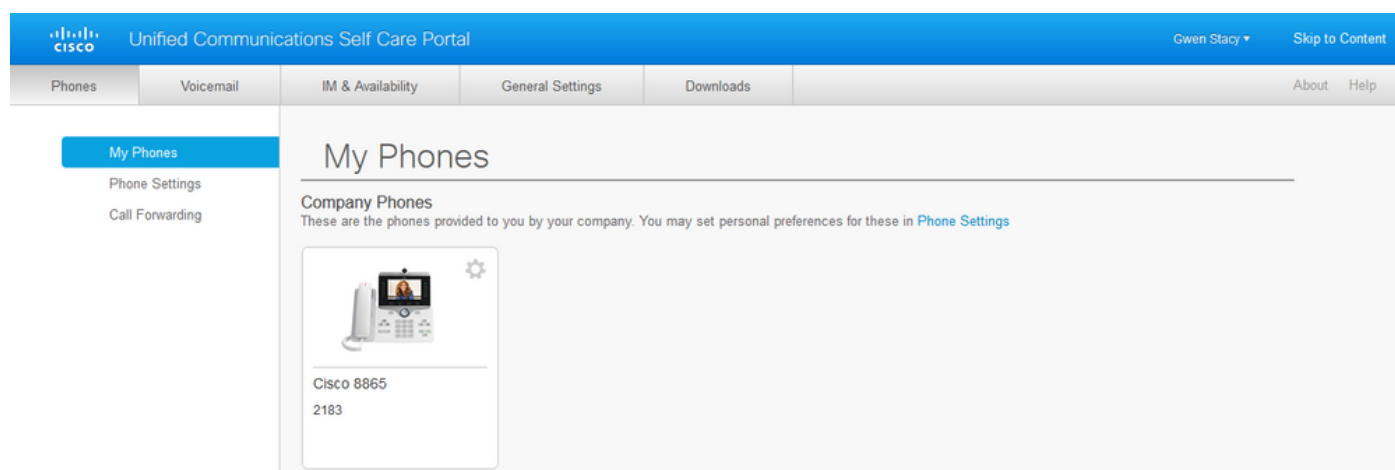 CISCO
Unified Communications Self Care Portal
Gwen Stacy
Skip to Content
Phones
Voicemail
IM & Availability
General Settings
Downloads
About
Help
My Phones
Phone Settings
Call Forwarding
My Phones
Company Phones
These are the phones provided to you by your company. You may set personal preferences for these in Phone Settings
Cisco 8865
2183